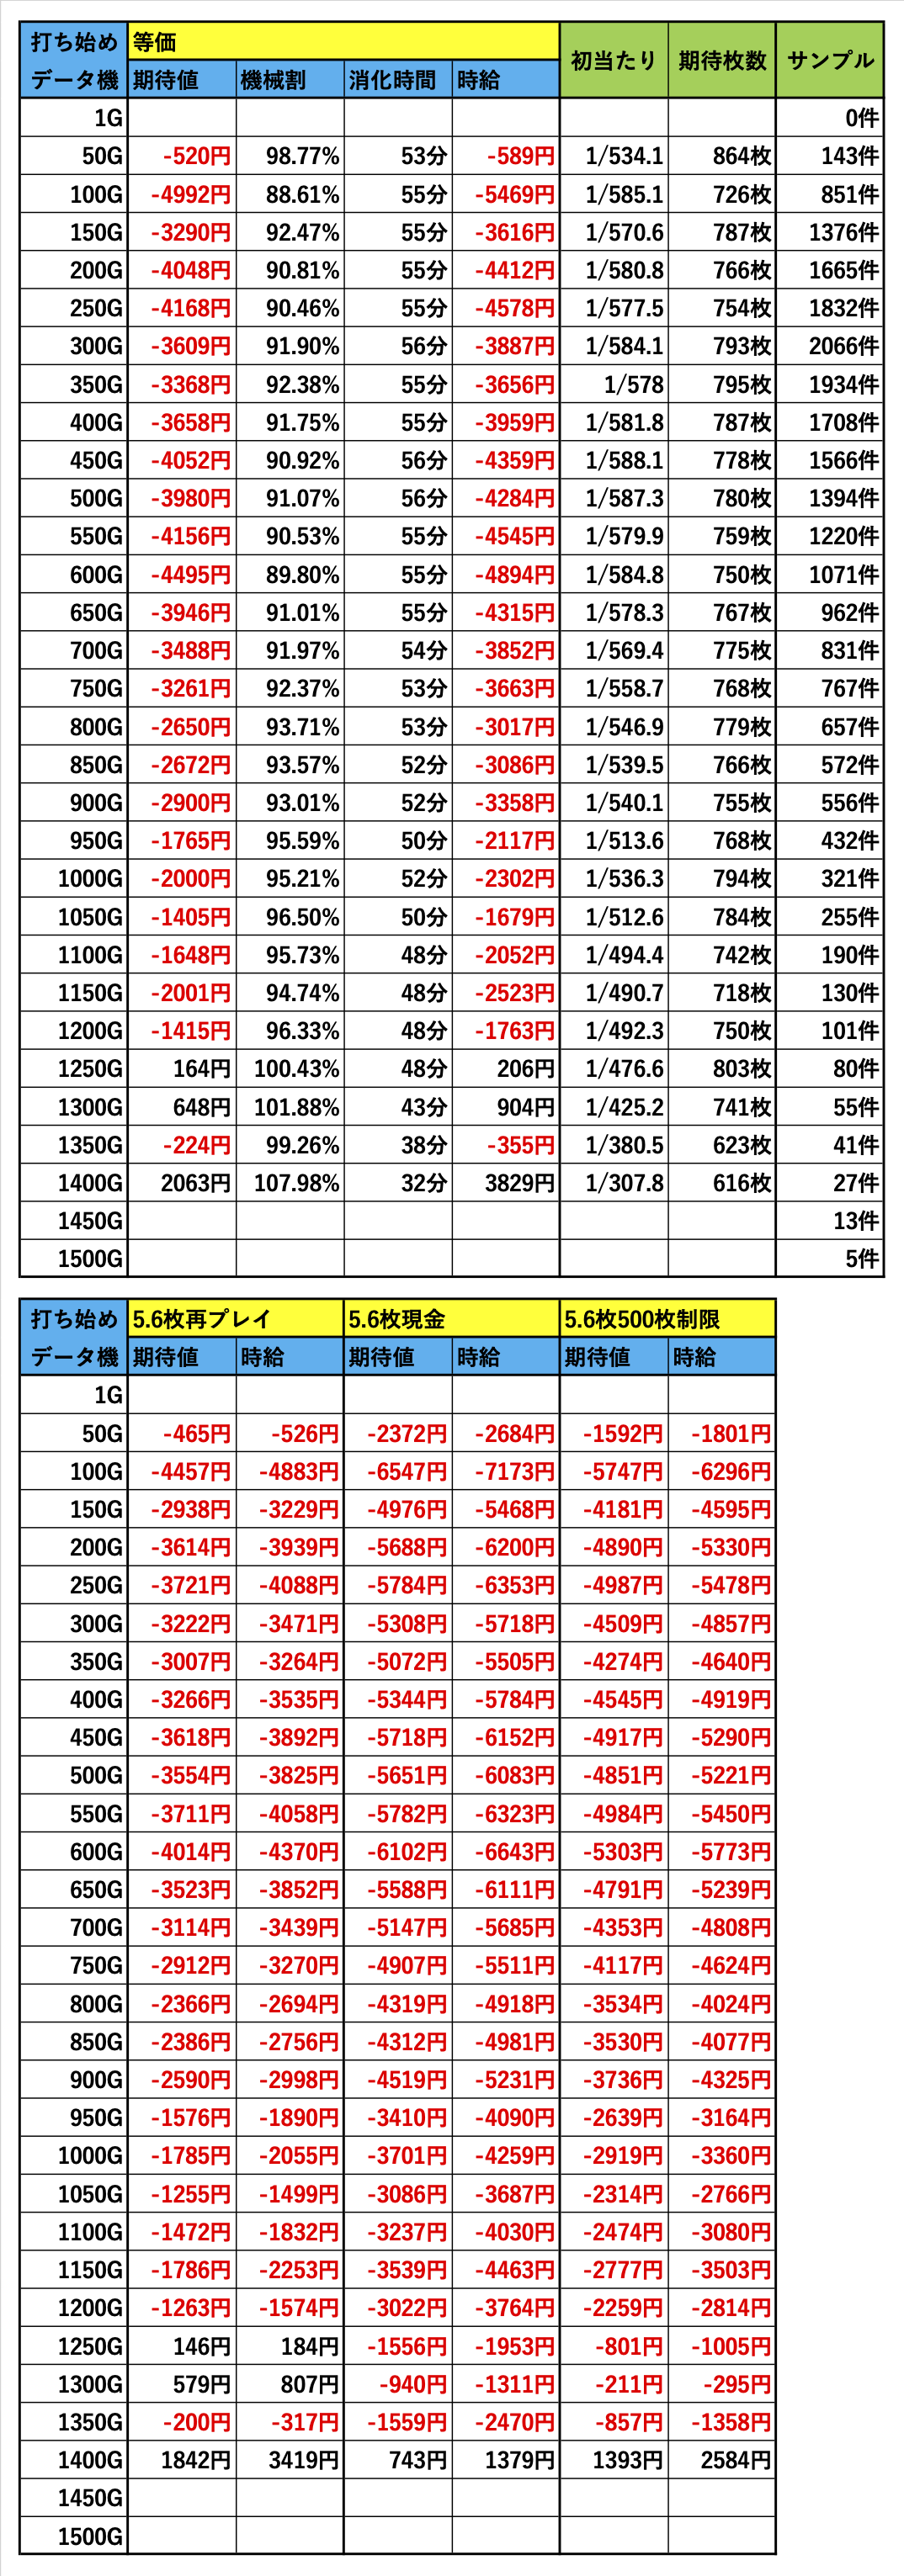 打ち始め 等価 初当たり 期待枚数 サンプル
データ機 期待値 機械割 消化時間 時給
1G 0件
50G -520円 98.77% 53分 -589円 1/534.1 864枚 143件
100G -4992円 88.61% 55分 -5469円 1/585.1 726枚 851件
150G -3290円 92.47% 55分 -3616円 1/570.6 787枚 1376件
200G -4048円 90.81% 55分 -4412円 1/580.8 766枚 1665件
250G -4168円 90.46% 55分 -4578円 1/577.5 754枚 1832件
300G -3609円 91.90% 56分 -3887円 1/584.1 793枚 2066件
350G -3368円 92.38% 55分 -3656円 1/578 795枚 1934件
400G -3658円 91.75% 55分 -3959円 1/581.8 787枚 1708件
450G -4052円 90.92% 56分 -4359円 1/588.1 778枚 1566件
500G -3980円 91.07% 56分 -4284円 1/587.3 780枚 1394件
550G -4156円 90.53% 55分 -4545円 1/579.9 759枚 1220件
600G -4495円 89.80% 55分 -4894円 1/584.8 750枚 1071件
650G -3946円 91.01% 55分 -4315円 1/578.3 767枚 962件
700G -3488円 91.97% 54分 -3852円 1/569.4 775枚 831件
750G -3261円 92.37% 53分 -3663円 1/558.7 768枚 767件
800G -2650円 93.71% 53分 -3017円 1/546.9 779枚 657件
850G -2672円 93.57% 52分 -3086円 1/539.5 766枚 572件
900G -2900円 93.01% 52分 -3358円 1/540.1 755枚 556件
950G -1765円 95.59% 50分 -2117円 1/513.6 768枚 432件
1000G -2000円 95.21% 52分 -2302円 1/536.3 794枚 321件
1050G -1405円 96.50% 50分 -1679円 1/512.6 784枚 255件
1100G -1648円 95.73% 48分 -2052円 1/494.4 742枚 190件
1150G -2001円 94.74% 48分 -2523円 1/490.7 718枚 130件
1200G -1415円 96.33% 48分 -1763円 1/492.3 750枚 101件
1250G 164円 100.43% 48分 206円 1/476.6 803枚 80件
1300G 648円 101.88% 43分 904円 1/425.2 741枚 55件
1350G -224円 99.26% 38分 -355円 1/380.5 623枚 41件
1400G 2063円 107.98% 32分 3829円 1/307.8 616枚 27件
1450G 13件
1500G 5件
打ち始め 5.6枚再プレイ 5.6枚現金 5.6枚500枚制限
データ機 期待値 時給 期待値 時給 期待値 時給
1G
50G -465円 -526円 -2372円 -2684円 -1592円 -1801円
100G -4457円 -4883円 -6547円 -7173円 -5747円 -6296円
150G -2938円 -3229円 -4976円 -5468円 -4181円 -4595円
200G -3614円 -3939円 -5688円 -6200円 -4890円 -5330円
250G -3721円 -4088円 -5784円 -6353円 -4987円 -5478円
300G -3222円 -3471円 -5308円 -5718円 -4509円 -4857円
350G -3007円 -3264円 -5072円 -5505円 -4274円 -4640円
400G -3266円 -3535円 -5344円 -5784円 -4545円 -4919円
450G -3618円 -3892円 -5718円 -6152円 -4917円 -5290円
500G -3554円 -3825円 -5651円 -6083円 -4851円 -5221円
550G -3711円 -4058円 -5782円 -6323円 -4984円 -5450円
600G -4014円 -4370円 -6102円 -6643円 -5303円 -5773円
650G -3523円 -3852円 -5588円 -6111円 -4791円 -5239円
700G -3114円 -3439円 -5147円 -5685円 -4353円 -4808円
750G -2912円 -3270円 -4907円 -5511円 -4117円 -4624円
800G -2366円 -2694円 -4319円 -4918円 -3534円 -4024円
850G -2386円 -2756円 -4312円 -4981円 -3530円 -4077円
900G -2590円 -2998円 -4519円 -5231円 -3736円 -4325円
950G -1576円 -1890円 -3410円 -4090円 -2639円 -3164円
1000G -1785円 -2055円 -3701円 -4259円 -2919円 -3360円
1050G -1255円 -1499円 -3086円 -3687円 -2314円 -2766円
1100G -1472円 -1832円 -3237円 -4030円 -2474円 -3080円
1150G -1786円 -2253円 -3539円 -4463円 -2777円 -3503円
1200G -1263円 -1574円 -3022円 -3764円 -2259円 -2814円
1250G 146円 184円 -1556円 -1953円 -801円 -1005円
1300G 579円 807円 -940円 -1311円 -211円 -295円
1350G -200円 -317円 -1559円 -2470円 -857円 -1358円
1400G 1842円 3419円 743円 1379円 1393円 2584円
1450G
1500G